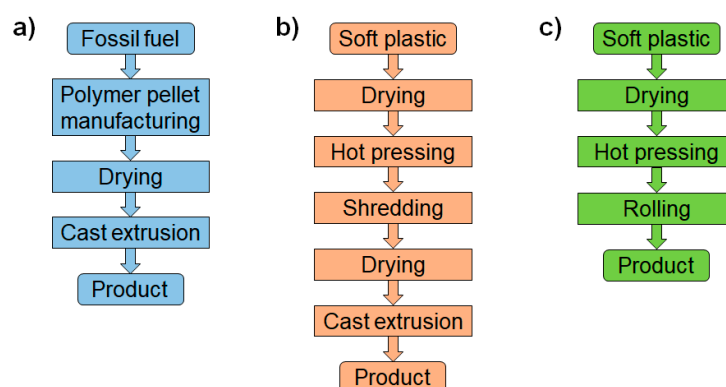 a)
Fossil fuel
Polymer pellet
manufacturing
Drying
Cast extrusion
Product
b)
Soft plastic
Drying
Hot pressing
Shredding
Drying
Cast extrusion
Product
c)
Soft plastic
Drying
Hot pressing
Rolling
Product